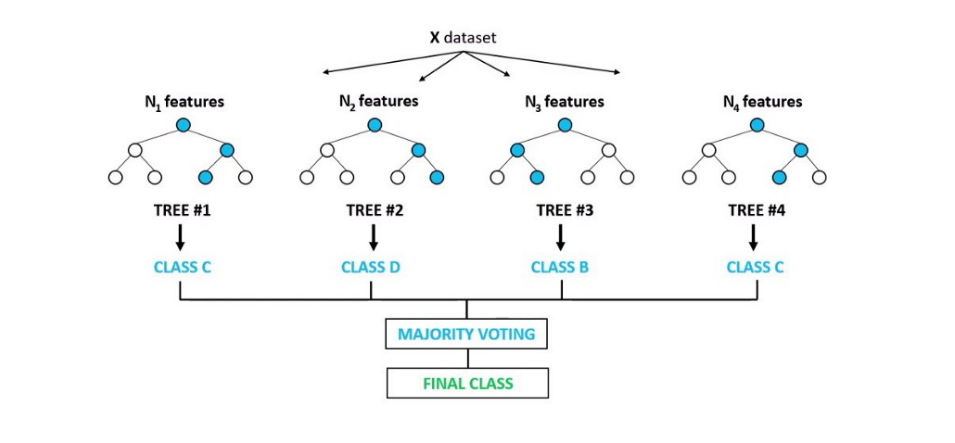 X dataset
N1 features
N2 features
N3 features
N4 features
TREE #1
TREE #2
TREE #3
TREE #4
CLASS C
CLASS D
CLASS B
CLASS C
MAJORITY VOTING
FINAL CLASS